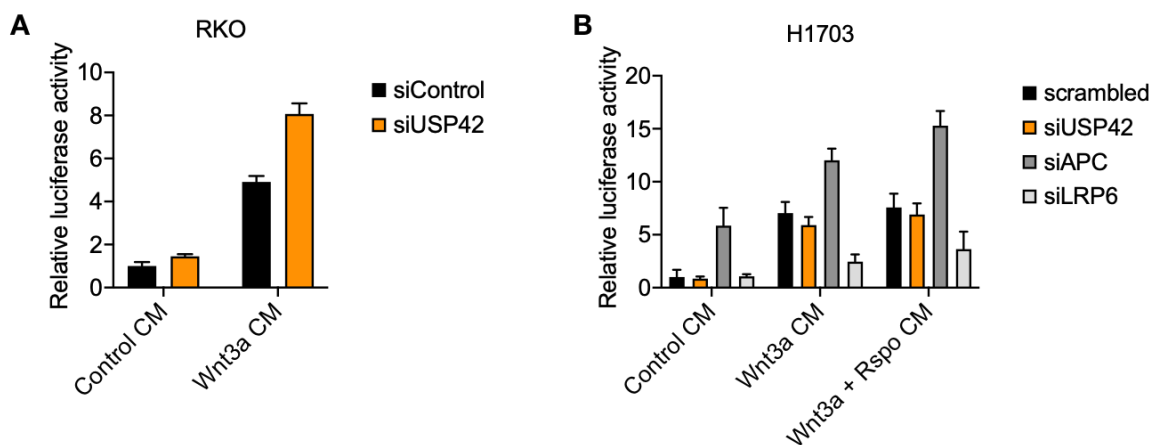 A
RKO
Relative luciferase activity
10
8
6
4
2
0
Control CM
Wnt3a CM
siControl
siUSP42
B
H1703
Relative luciferase activity
20
15
10
5
0
Control CM
Wnt3a CM
Wnt3a + Rspo CM
scrambled
siUSP42
siAPC
siLRP6